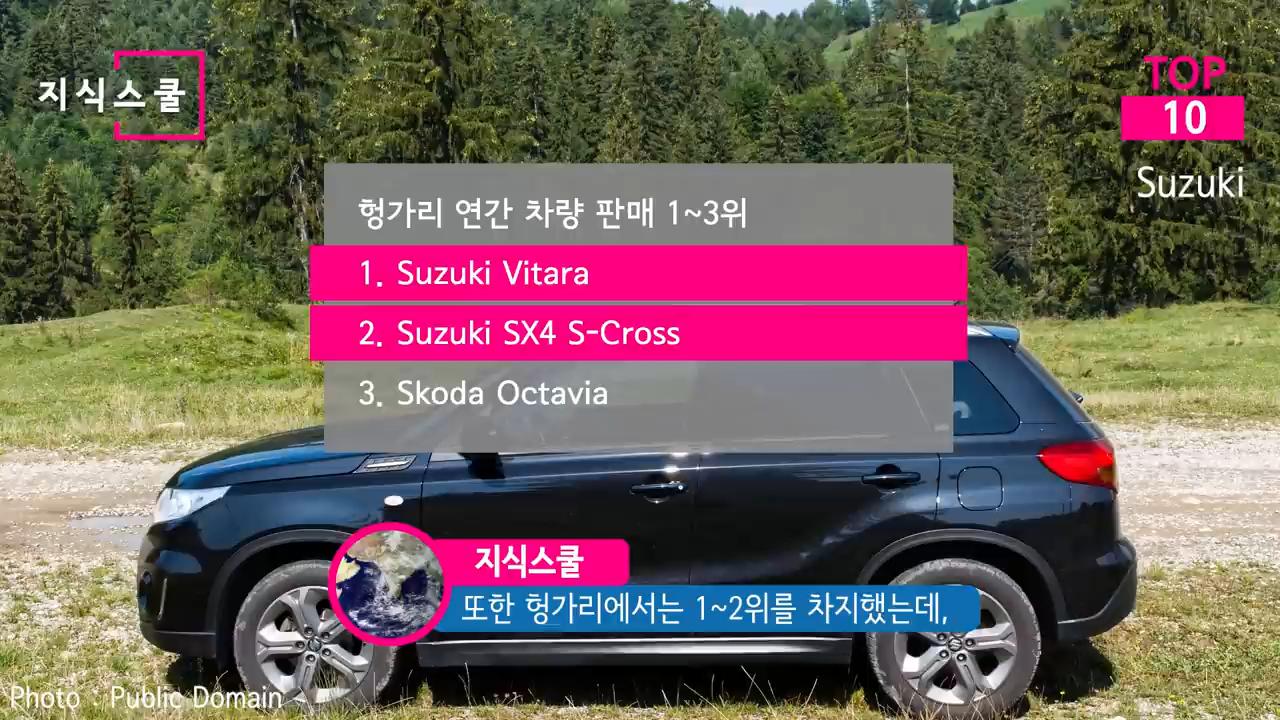 지식스쿨
TOP
10
Suzuki
헝가리 연간 차량 판매 1~3위
1. Suzuki Vitara
2. Suzuki SX4 S-Cross
3. Skoda Octavia
지식스쿨
또한 헝가리에서는 1~2위를 차지했는데,
Photo : Public Domain